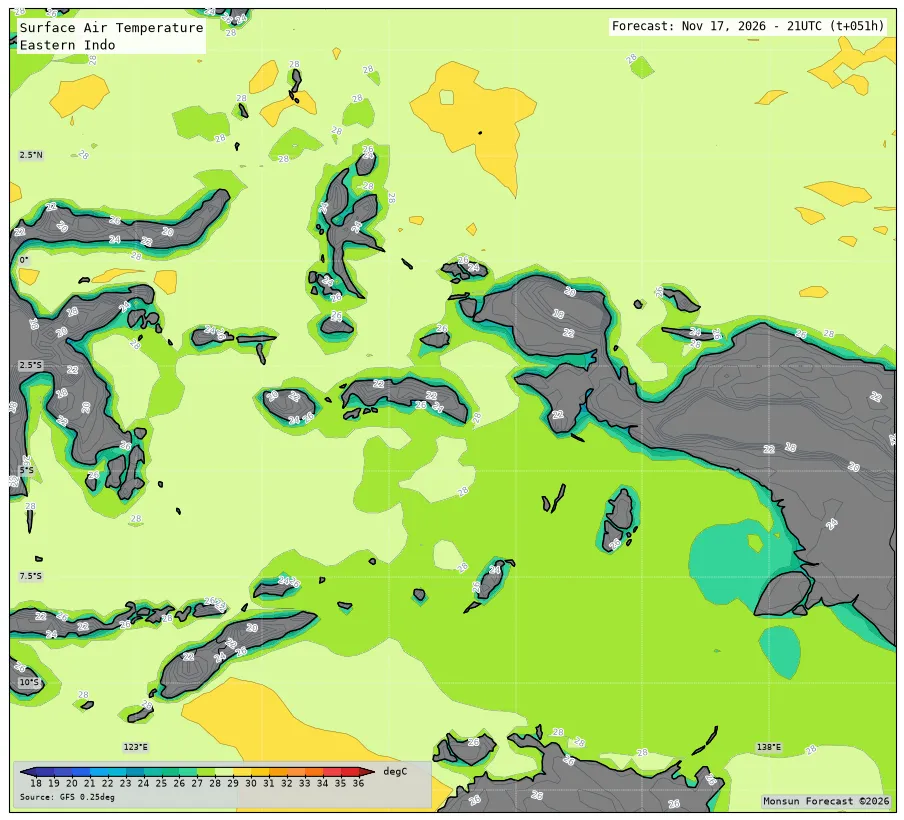 Surface Air Temperature
Eastern Indo
Forecast: Nov 17, 2026 - 21UTC (t+051h)
2.5°N
0°
2.5°S
5°S
7.5°S
10°S
123°E
138°E
degC
18 19 20 21 22 23 24 25 26 27 28 29 30 31 32 33 34 35 36
Source: GFS 0.25deg
Monsun Forecast ©2026